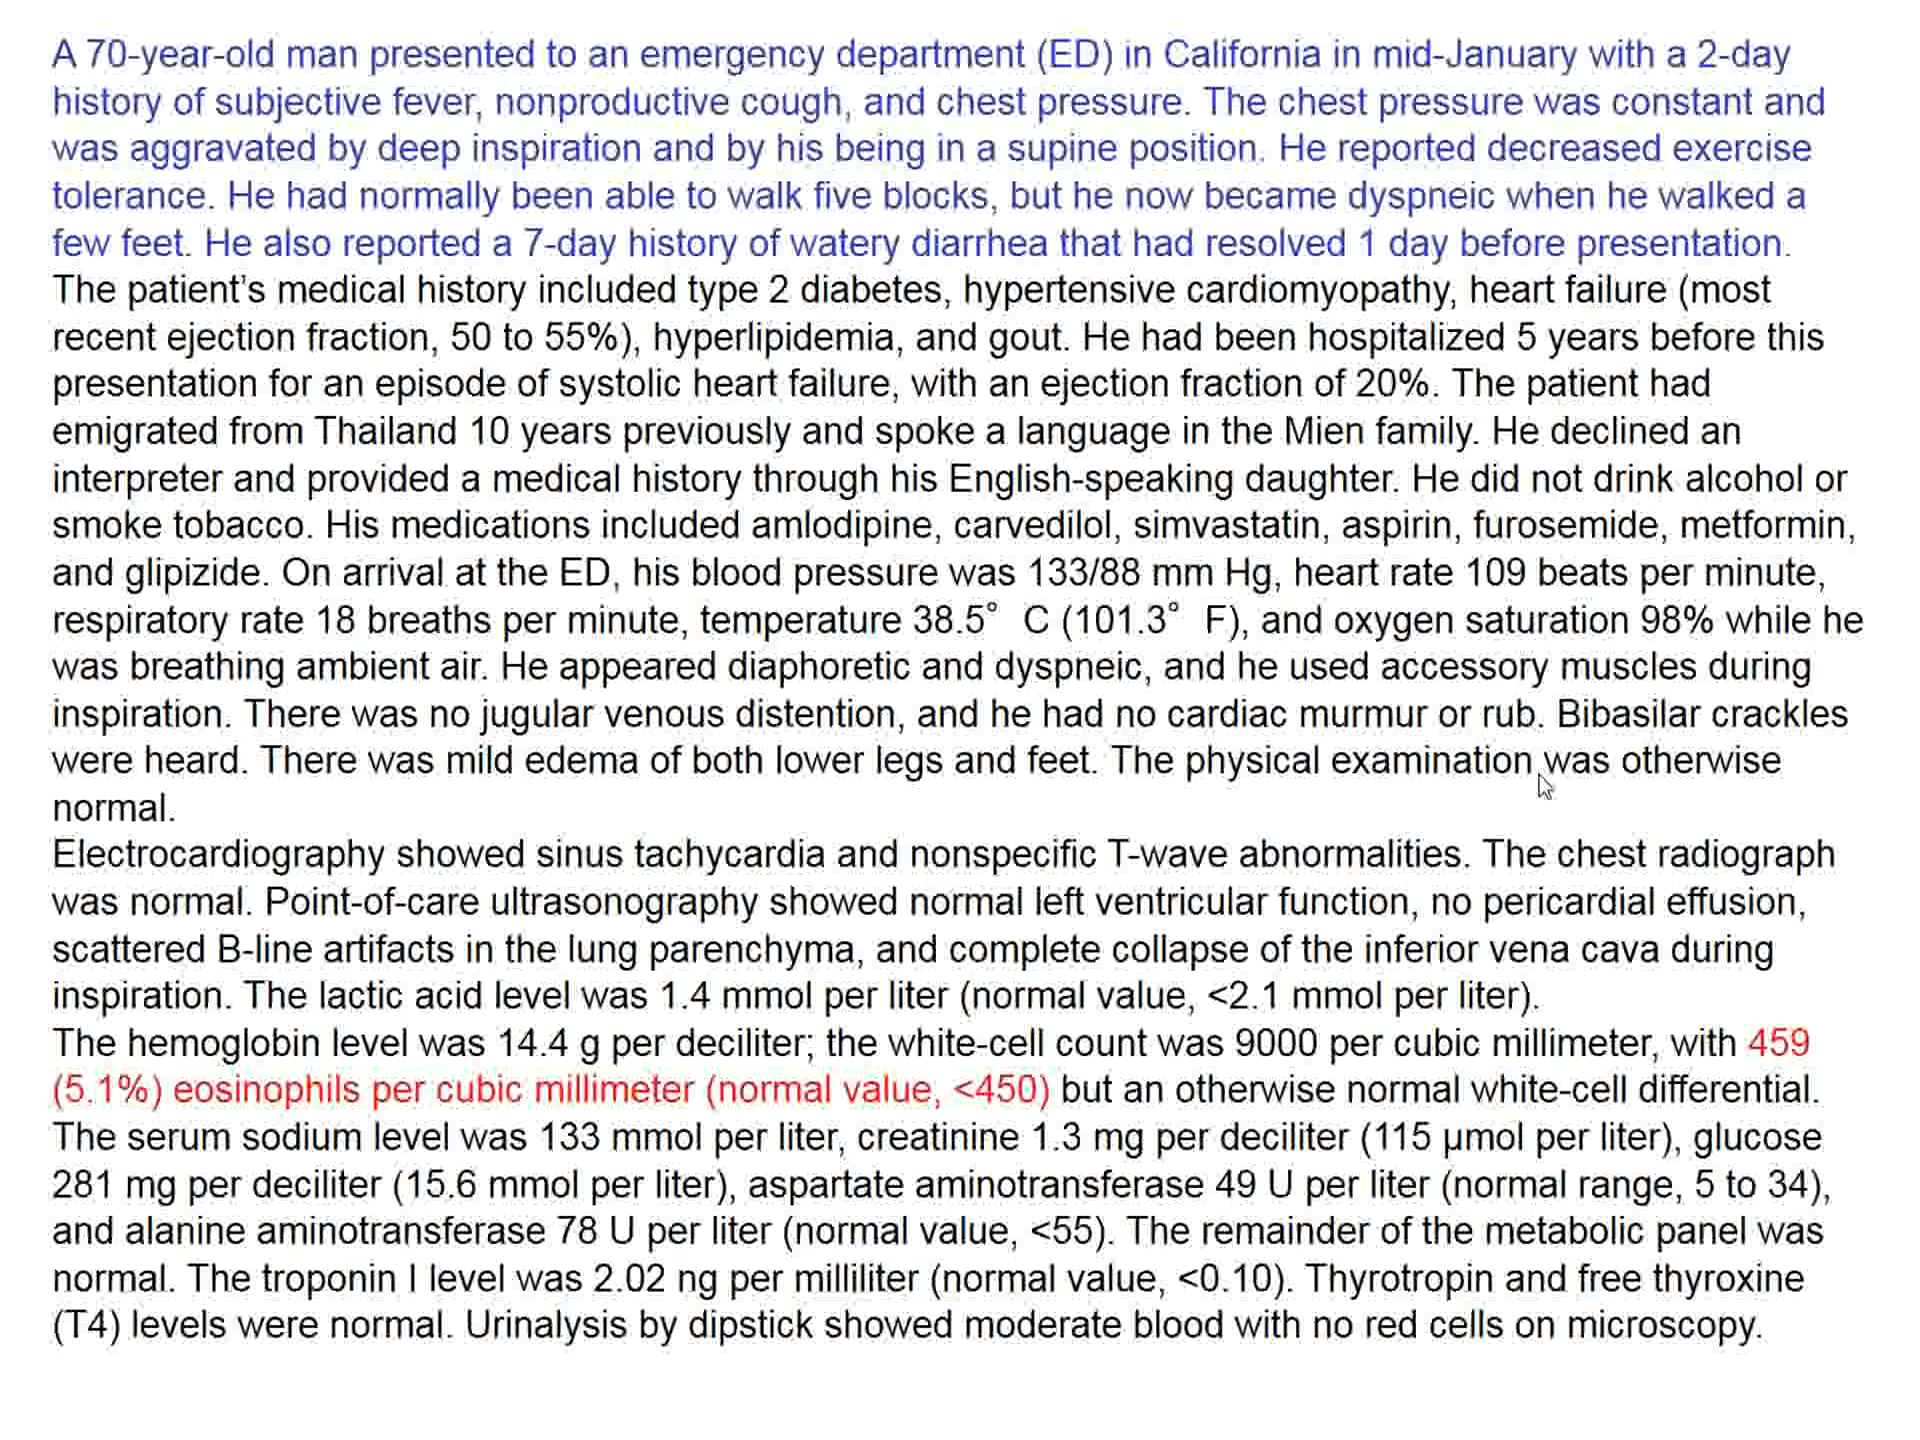 A 70-year-old man presented to an emergency department (ED) in California in mid-January with a 2-day
history of subjective fever, nonproductive cough, and chest pressure. The chest pressure was constant and
was aggravated by deep inspiration and by his being in a supine position. He reported decreased exercise
tolerance. He had normally been able to walk five blocks, but he now became dyspneic when he walked a
few feet. He also reported a 7-day history of watery diarrhea that had resolved 1 day before presentation.
The patient's medical history included type 2 diabetes, hypertensive cardiomyopathy, heart failure (most
recent ejection fraction, 50 to 55%), hyperlipidemia, and gout. He had been hospitalized 5 years before this
presentation for an episode of systolic heart failure, with an ejection fraction of 20%. The patient had
emigrated from Thailand 10 years previously and spoke a language in the Mien family. He declined an
interpreter and provided a medical history through his English-speaking daughter. He did not drink alcohol or
smoke tobacco. His medications included amlodipine, carvedilol, simvastatin, aspirin, furosemide, metformin,
and glipizide. On arrival at the ED, his blood pressure was 133/88 mm Hg, heart rate 109 beats per minute,
respiratory rate 18 breaths per minute, temperature 38.5° C (101.3° F), and oxygen saturation 98% while he
was breathing ambient air. He appeared diaphoretic and dyspneic, and he used accessory muscles during
inspiration. There was no jugular venous distention, and he had no cardiac murmur or rub. Bibasilar crackles
were heard. There was mild edema of both lower legs and feet. The physical examination was otherwise
normal.
Electrocardiography showed sinus tachycardia and nonspecific T-wave abnormalities. The chest radiograph
was normal. Point-of-care ultrasonography showed normal left ventricular function, no pericardial effusion,
scattered B-line artifacts in the lung parenchyma, and complete collapse of the inferior vena cava during
inspiration. The lactic acid level was 1.4 mmol per liter (normal value, <2.1 mmol per liter).
The hemoglobin level was 14.4 g per deciliter; the white-cell count was 9000 per cubic millimeter, with 459
(5.1%) eosinophils per cubic millimeter (normal value, <450) but an otherwise normal white-cell differential.
The serum sodium level was 133 mmol per liter, creatinine 1.3 mg per deciliter (115 μmol per liter), glucose
281 mg per deciliter (15.6 mmol per liter), aspartate aminotransferase 49 U per liter (normal range, 5 to 34),
and alanine aminotransferase 78 U per liter (normal value, <55). The remainder of the metabolic panel was
normal. The troponin I level was 2.02 ng per milliliter (normal value, <0.10). Thyrotropin and free thyroxine
(T4) levels were normal. Urinalysis by dipstick showed moderate blood with no red cells on microscopy.